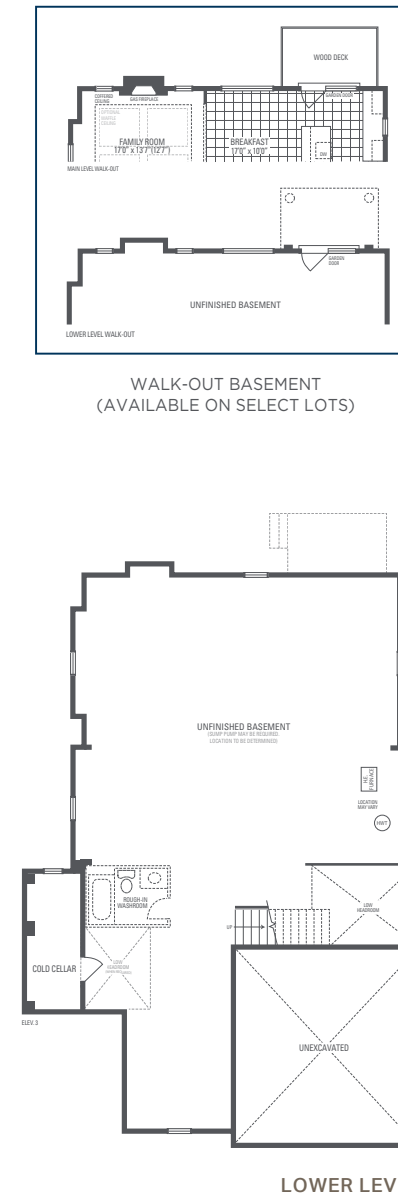 WOOD DECK
COFFERED
CEILING
GAS FIREPLACE
GARDEN DOOR
OPTIONAL
WAFFLE
CEILING
FAMILY ROOM
17'0" x 13'7" (12'7")
BREAKFAST
17'0" x 10'0"
DW
MAIN LEVEL WALK-OUT
GARDEN
DOOR
UNFINISHED BASEMENT
LOWER LEVEL WALK-OUT
WALK-OUT BASEMENT
(AVAILABLE ON SELECT LOTS)
UNFINISHED BASEMENT
(SUMP PUMP MAY BE REQUIRED.
LOCATION TO BE DETERMINED)
H.E.
FURNACE
LOCATION
MAY VARY
HWT
ROUGH-IN
WASHROOM
LOW
HEADROOM
UP
COLD CELLAR
LOW
HEADROOM
ELEV. 3
UNEXCAVATED
LOWER LEV